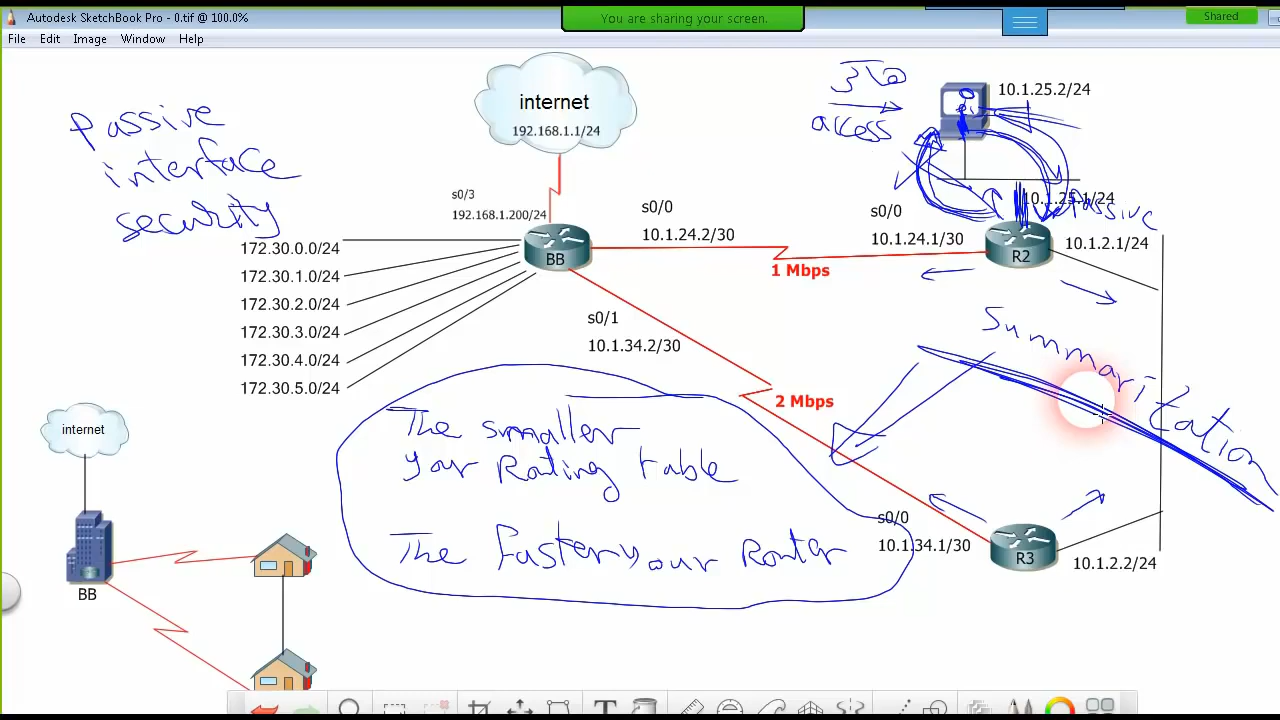 Autodesk SketchBook Pro - 0.tif @ 100.0%
You are sharing your screen.
Shared
File Edit Image Window Help
passive
interface
security
internet
192.168.1.1/24
access
10.1.25.2/24
10.1.25.1/24
passive
s0/3
192.168.1.200/24
s0/0
10.1.24.2/30
s0/0
10.1.24.1/30
10.1.2.1/24
BB
R2
1 Mbps
172.30.0.0/24
172.30.1.0/24
172.30.2.0/24
172.30.3.0/24
172.30.4.0/24
172.30.5.0/24
s0/1
10.1.34.2/30
Summarization
2 Mbps
The smaller
your Routing table
The Faster your Router
s0/0
10.1.34.1/30
R3
10.1.2.2/24
internet
BB